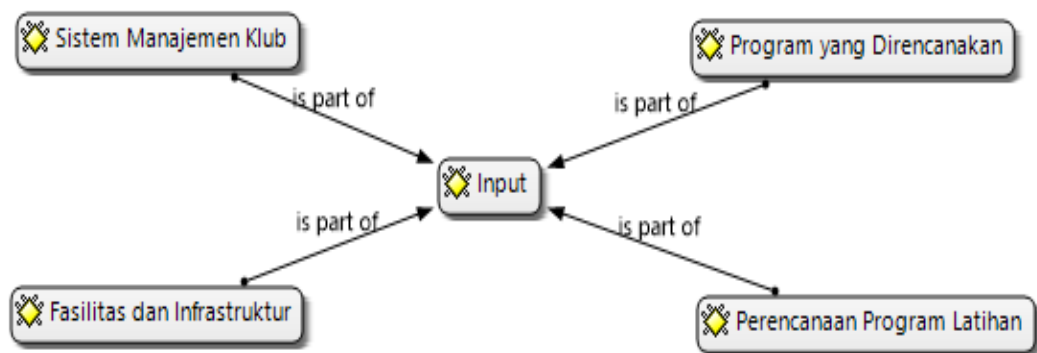 Sistem Manajemen Klub
Program yang Direncanakan
is part of
is part of
Input
is part of
is part of
Fasilitas dan Infrastruktur
Perencanaan Program Latihan